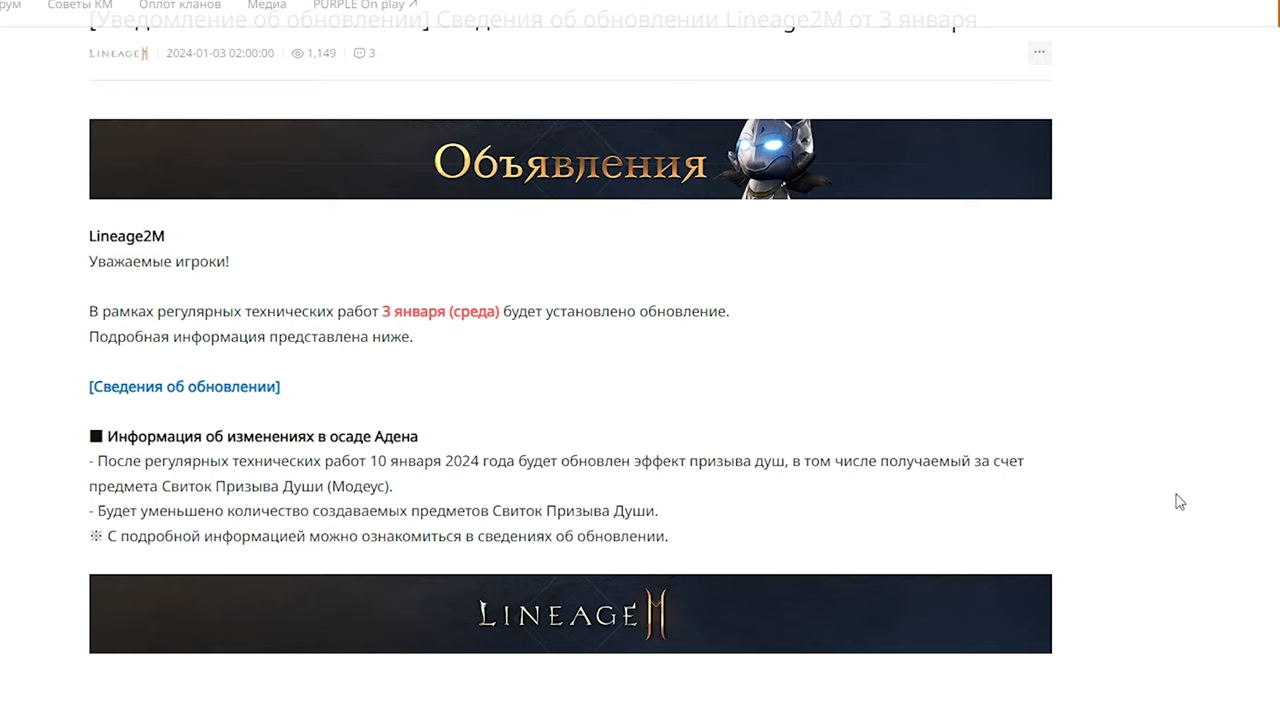 рум Советы КМ Оплот кланов Медиа PURPLE On play
[Уведомление об обновлении] Сведения об обновлении Lineage2M от 3 января
LINEAGE M 2024-01-03 02:00:00 1,149 3
Объявления
Lineage2M
Уважаемые игроки!
В рамках регулярных технических работ 3 января (среда) будет установлено обновление.
Подробная информация представлена ниже.
[Сведения об обновлении]
■ Информация об изменениях в осаде Адена
- После регулярных технических работ 10 января 2024 года будет обновлен эффект призыва душ, в том числе получаемый за счет
предмета Свиток Призыва Души (Модеус).
- Будет уменьшено количество создаваемых предметов Свиток Призыва Души.
※ С подробной информацией можно ознакомиться в сведениях об обновлении.
LINEAGE M